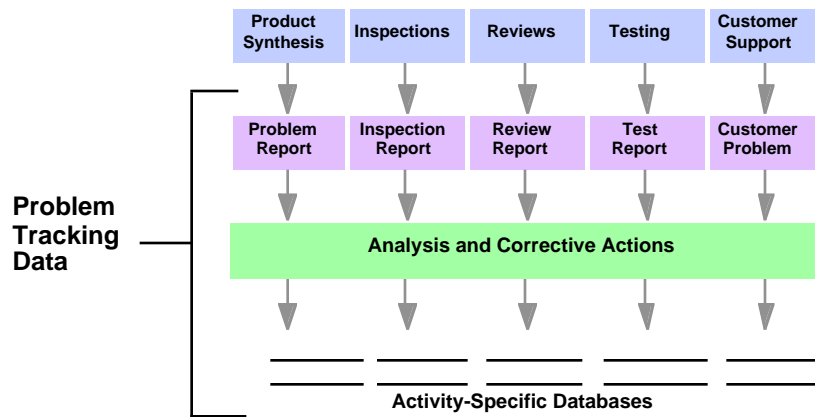 Product
Synthesis
Inspections
Reviews
Testing
Customer
Support
Problem
Report
Inspection
Report
Review
Report
Test
Report
Customer
Problem
Problem
Tracking
Data
Analysis and Corrective Actions
Activity-Specific Databases